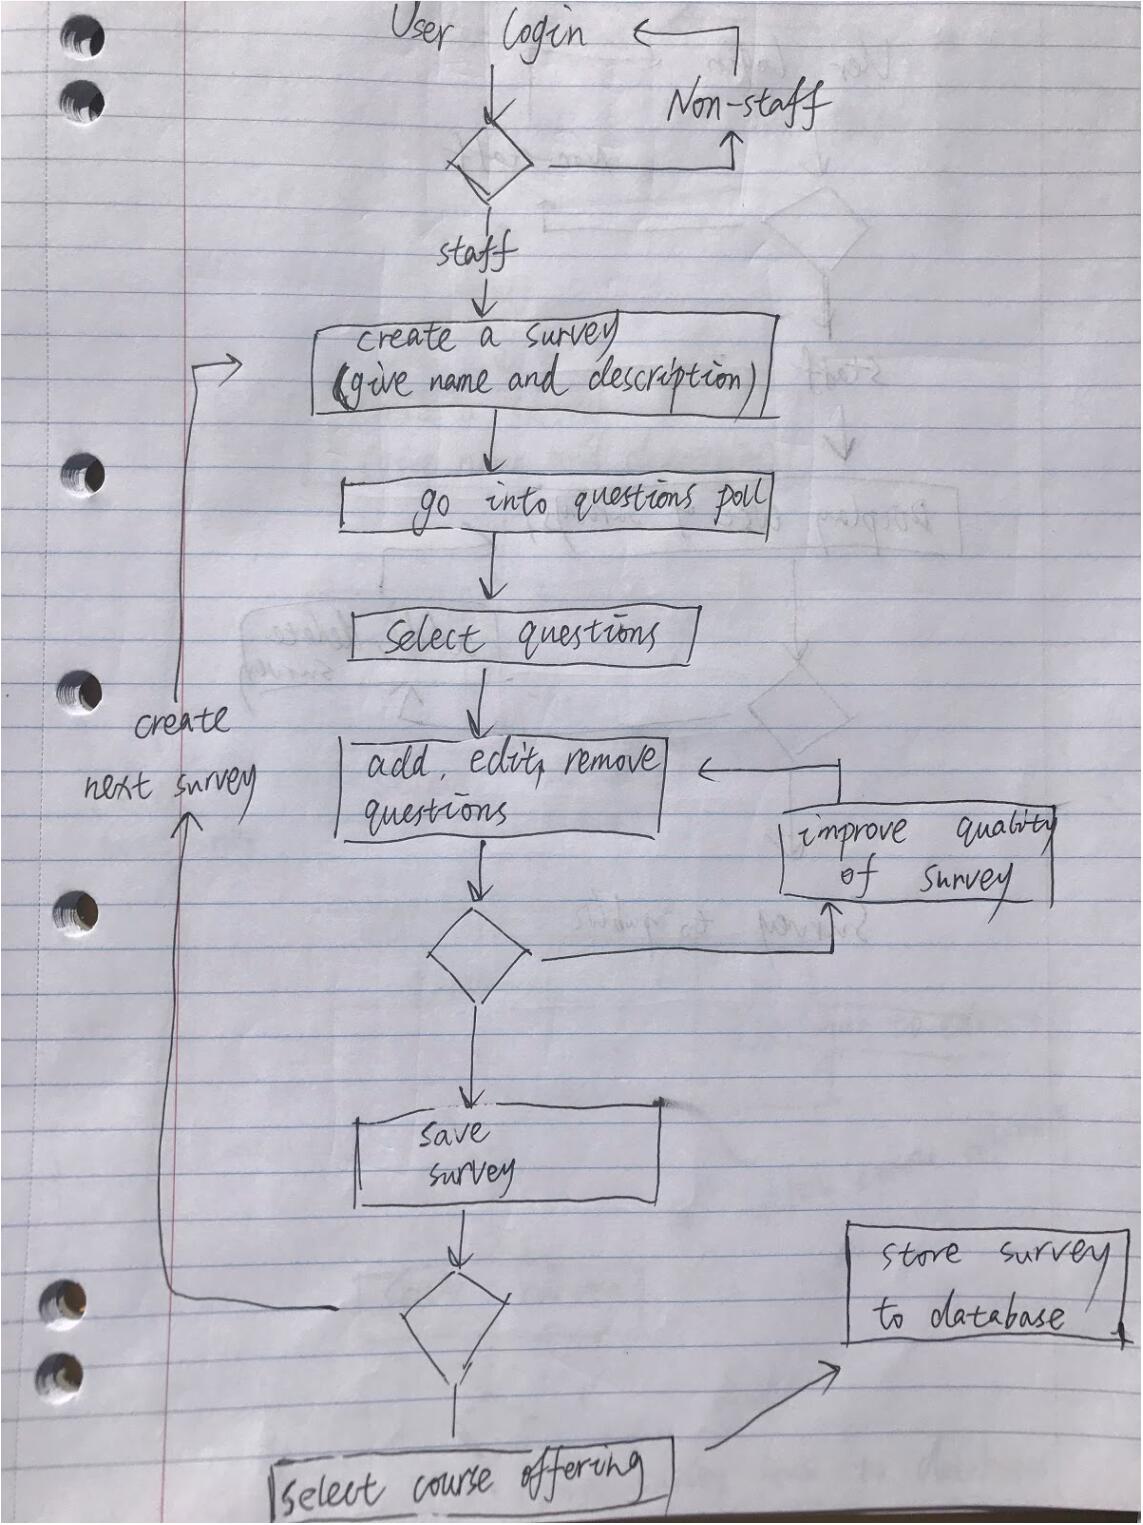 User login
Non-staff
staff
create a survey
(give name and description)
go into questions poll
select questions
create
next survey
add, edit, remove
questions
improve quality
of survey
save
survey
store survey
to database
select course offering